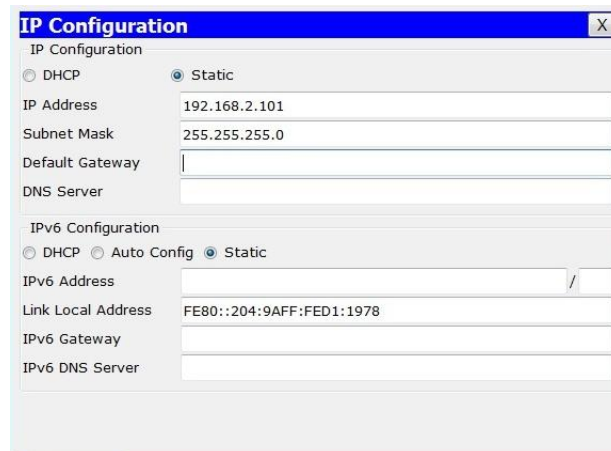 IP Configuration
X
IP Configuration
DHCP Static
IP Address 192.168.2.101
Subnet Mask 255.255.255.0
Default Gateway
DNS Server
IPv6 Configuration
DHCP Auto Config Static
IPv6 Address /
Link Local Address FE80::204:9AFF:FED1:1978
IPv6 Gateway
IPv6 DNS Server